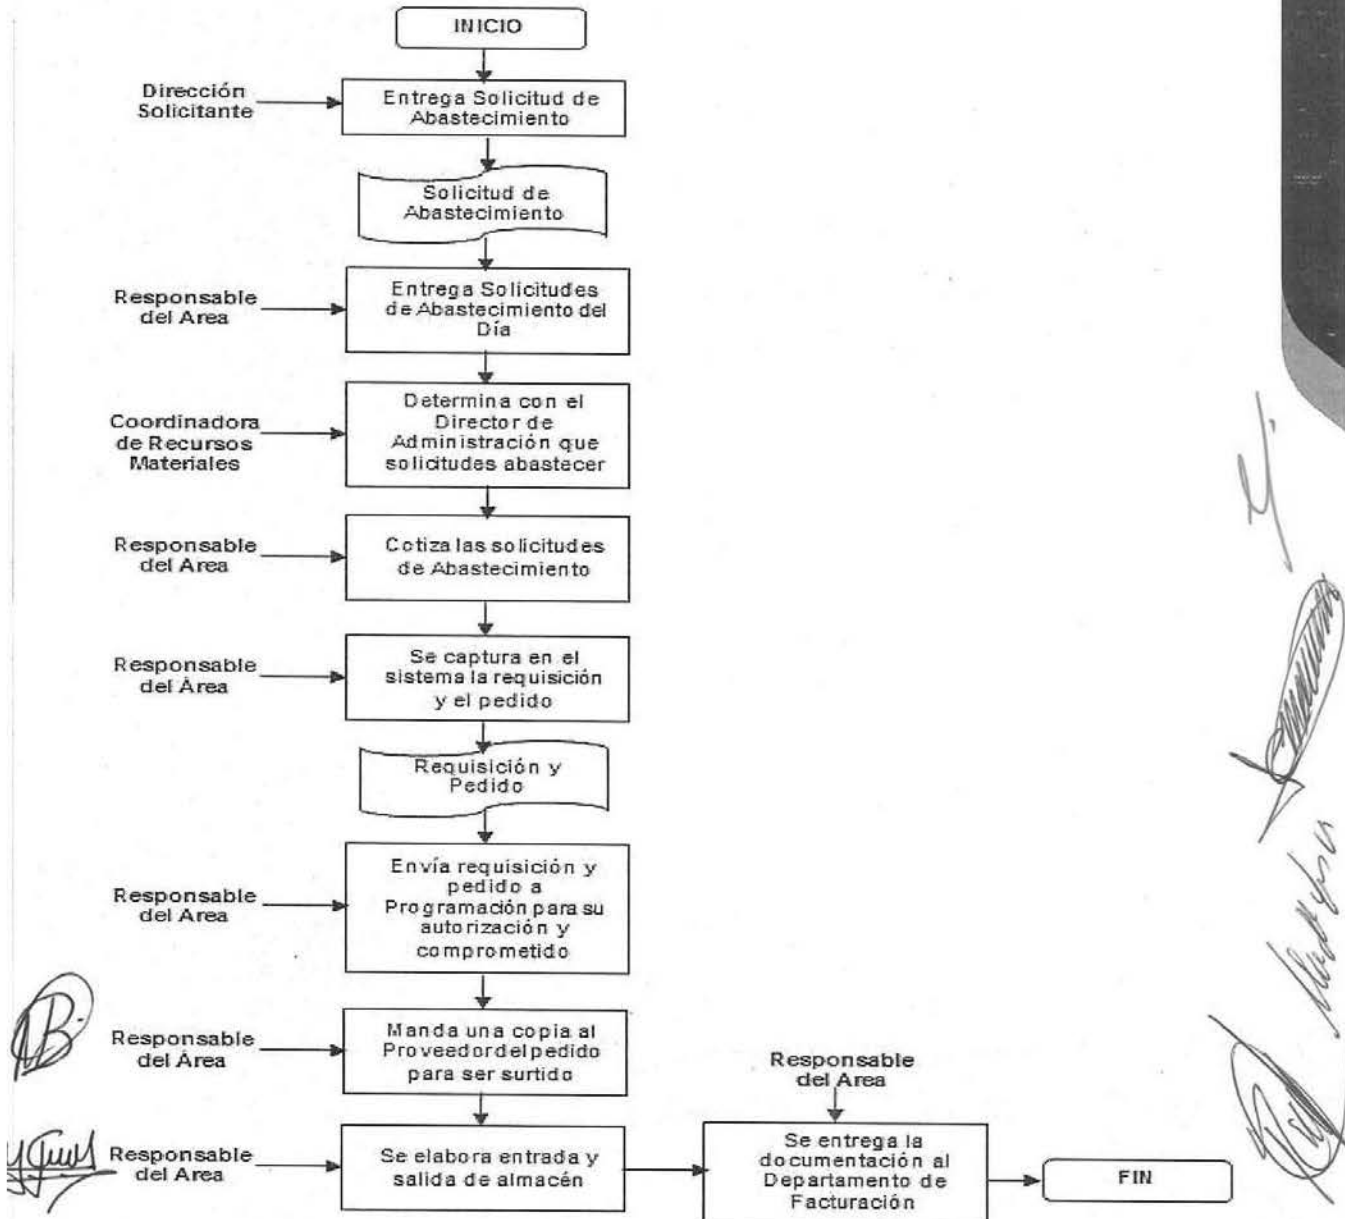 INICIO
Dirección
Solicitante
Entrega Solicitud de
Abastecimiento
Solicitud de
Abastecimiento
Responsable
del Area
Entrega Solicitudes
de Abastecimiento del
Día
Coordinadora
de Recursos
Materiales
Determina con el
Director de
Administración que
solicitudes abastecer
Responsable
del Area
Cotiza las solicitudes
de Abastecimiento
Responsable
del Área
Se captura en el
sistema la requisición
y el pedido
Requisición y
Pedido
Responsable
del Area
Envía requisición y
pedido a
Programación para su
autorización y
comprometido
Responsable
del Área
Manda una copia al
Proveedor del pedido
para ser surtido
Responsable
del Area
Se elabora entrada y
salida de almacén
Responsable
del Area
Se entrega la
documentación al
Departamento de
Facturación
FIN